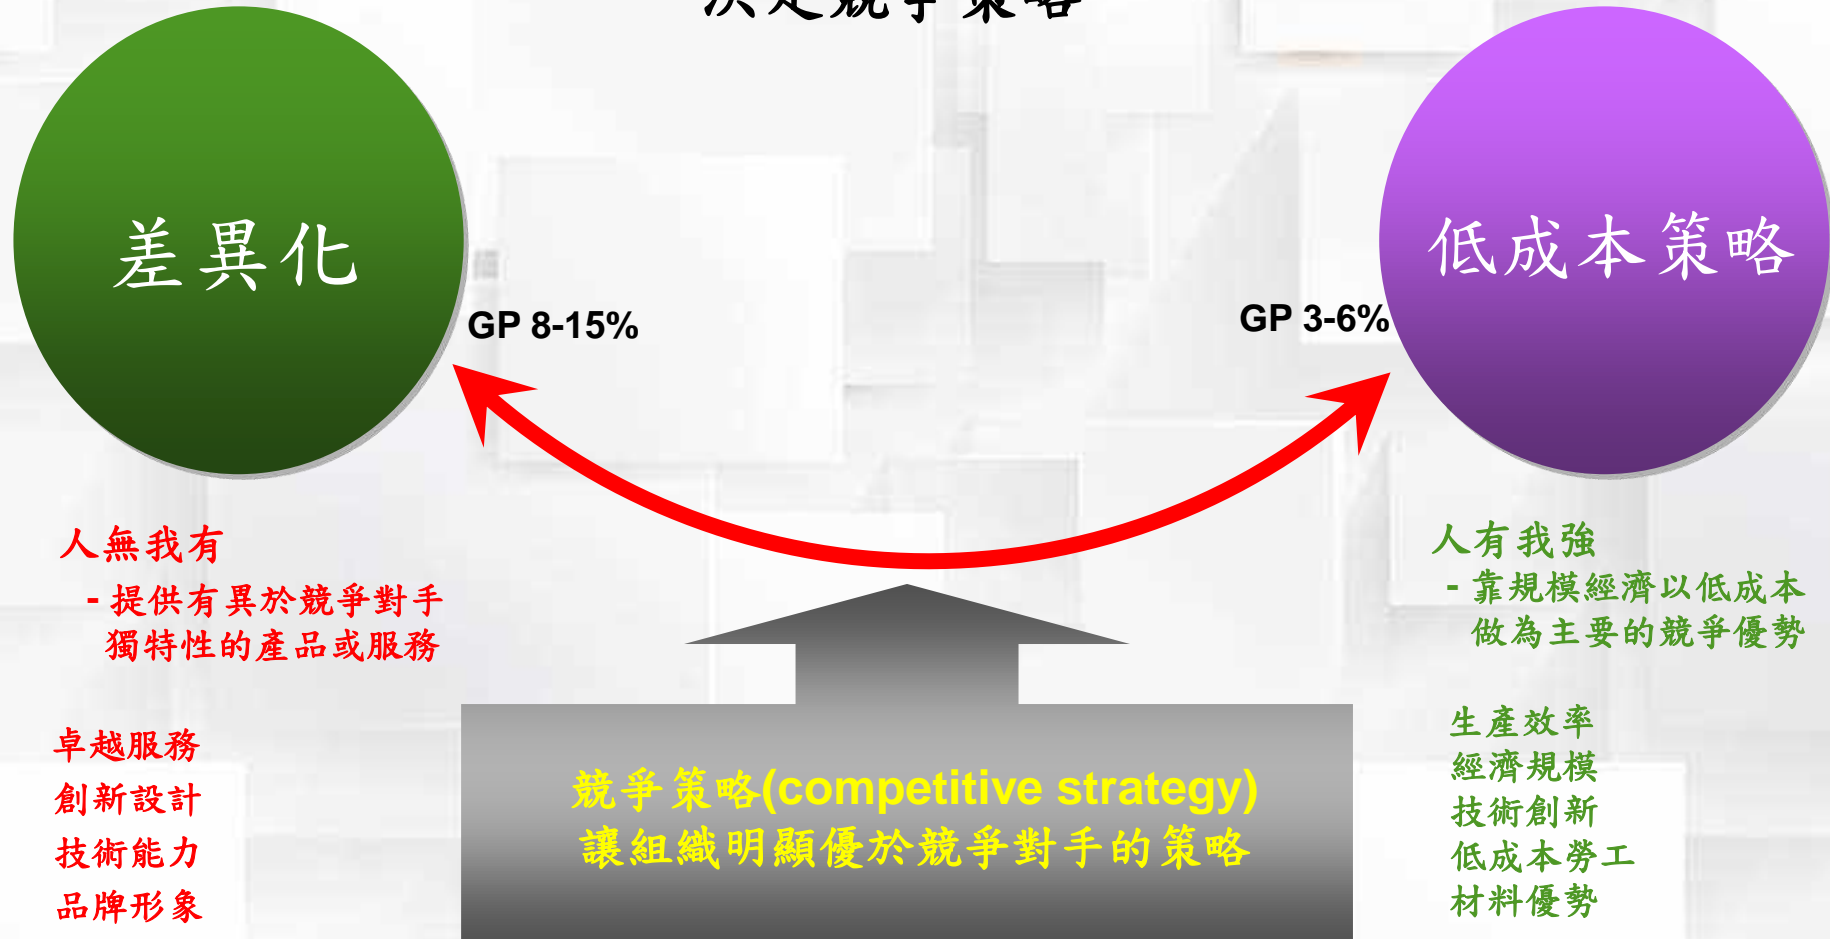 決定競爭策略
差異化
GP 8-15%
人無我有
- 提供有異於競爭對手
獨特性的產品或服務
卓越服務
創新設計
技術能力
品牌形象
競爭策略(competitive strategy)
讓組織明顯優於競爭對手的策略
低成本策略
GP 3-6%
人有我強
- 靠規模經濟以低成本
做為主要的競爭優勢
生產效率
經濟規模
技術創新
低成本勞工
材料優勢